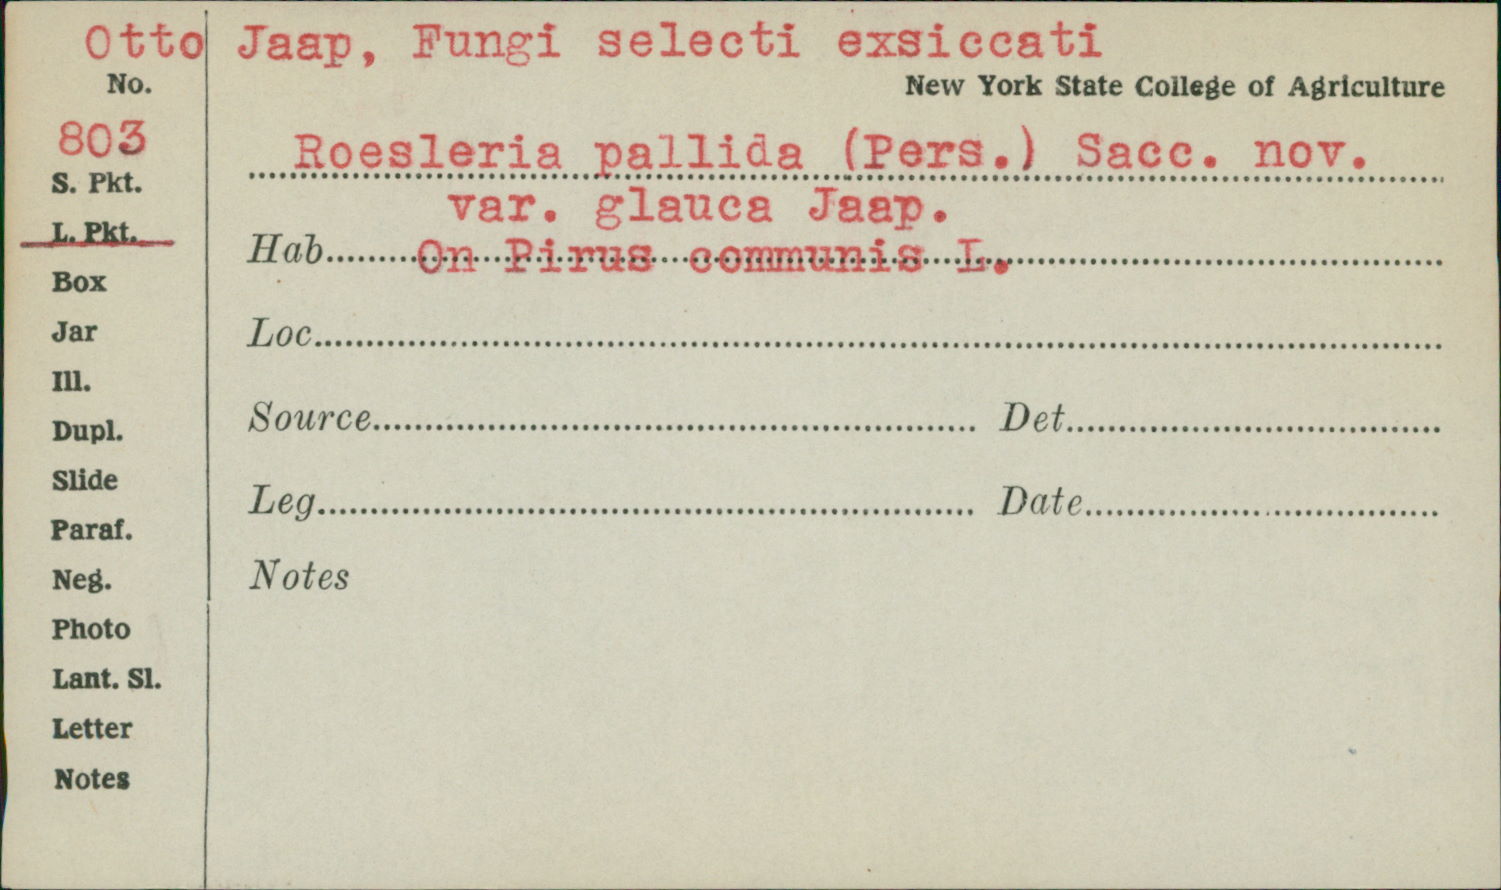 Otto Jaap, Fungi selecti exsiccati
No.
New York State College of Agriculture
803
Roesleria pallida (Pers.) Sacc. nov.
S. Pkt.
var. glauca Jaap.
L. Pkt.
Hab. On Pirus communis L.
Box
Jar
Loc.
Ill.
Dupl.
Source Det.
Slide
Leg. Date
Paraf.
Neg.
Notes
Photo
Lant. Sl.
Letter
Notes